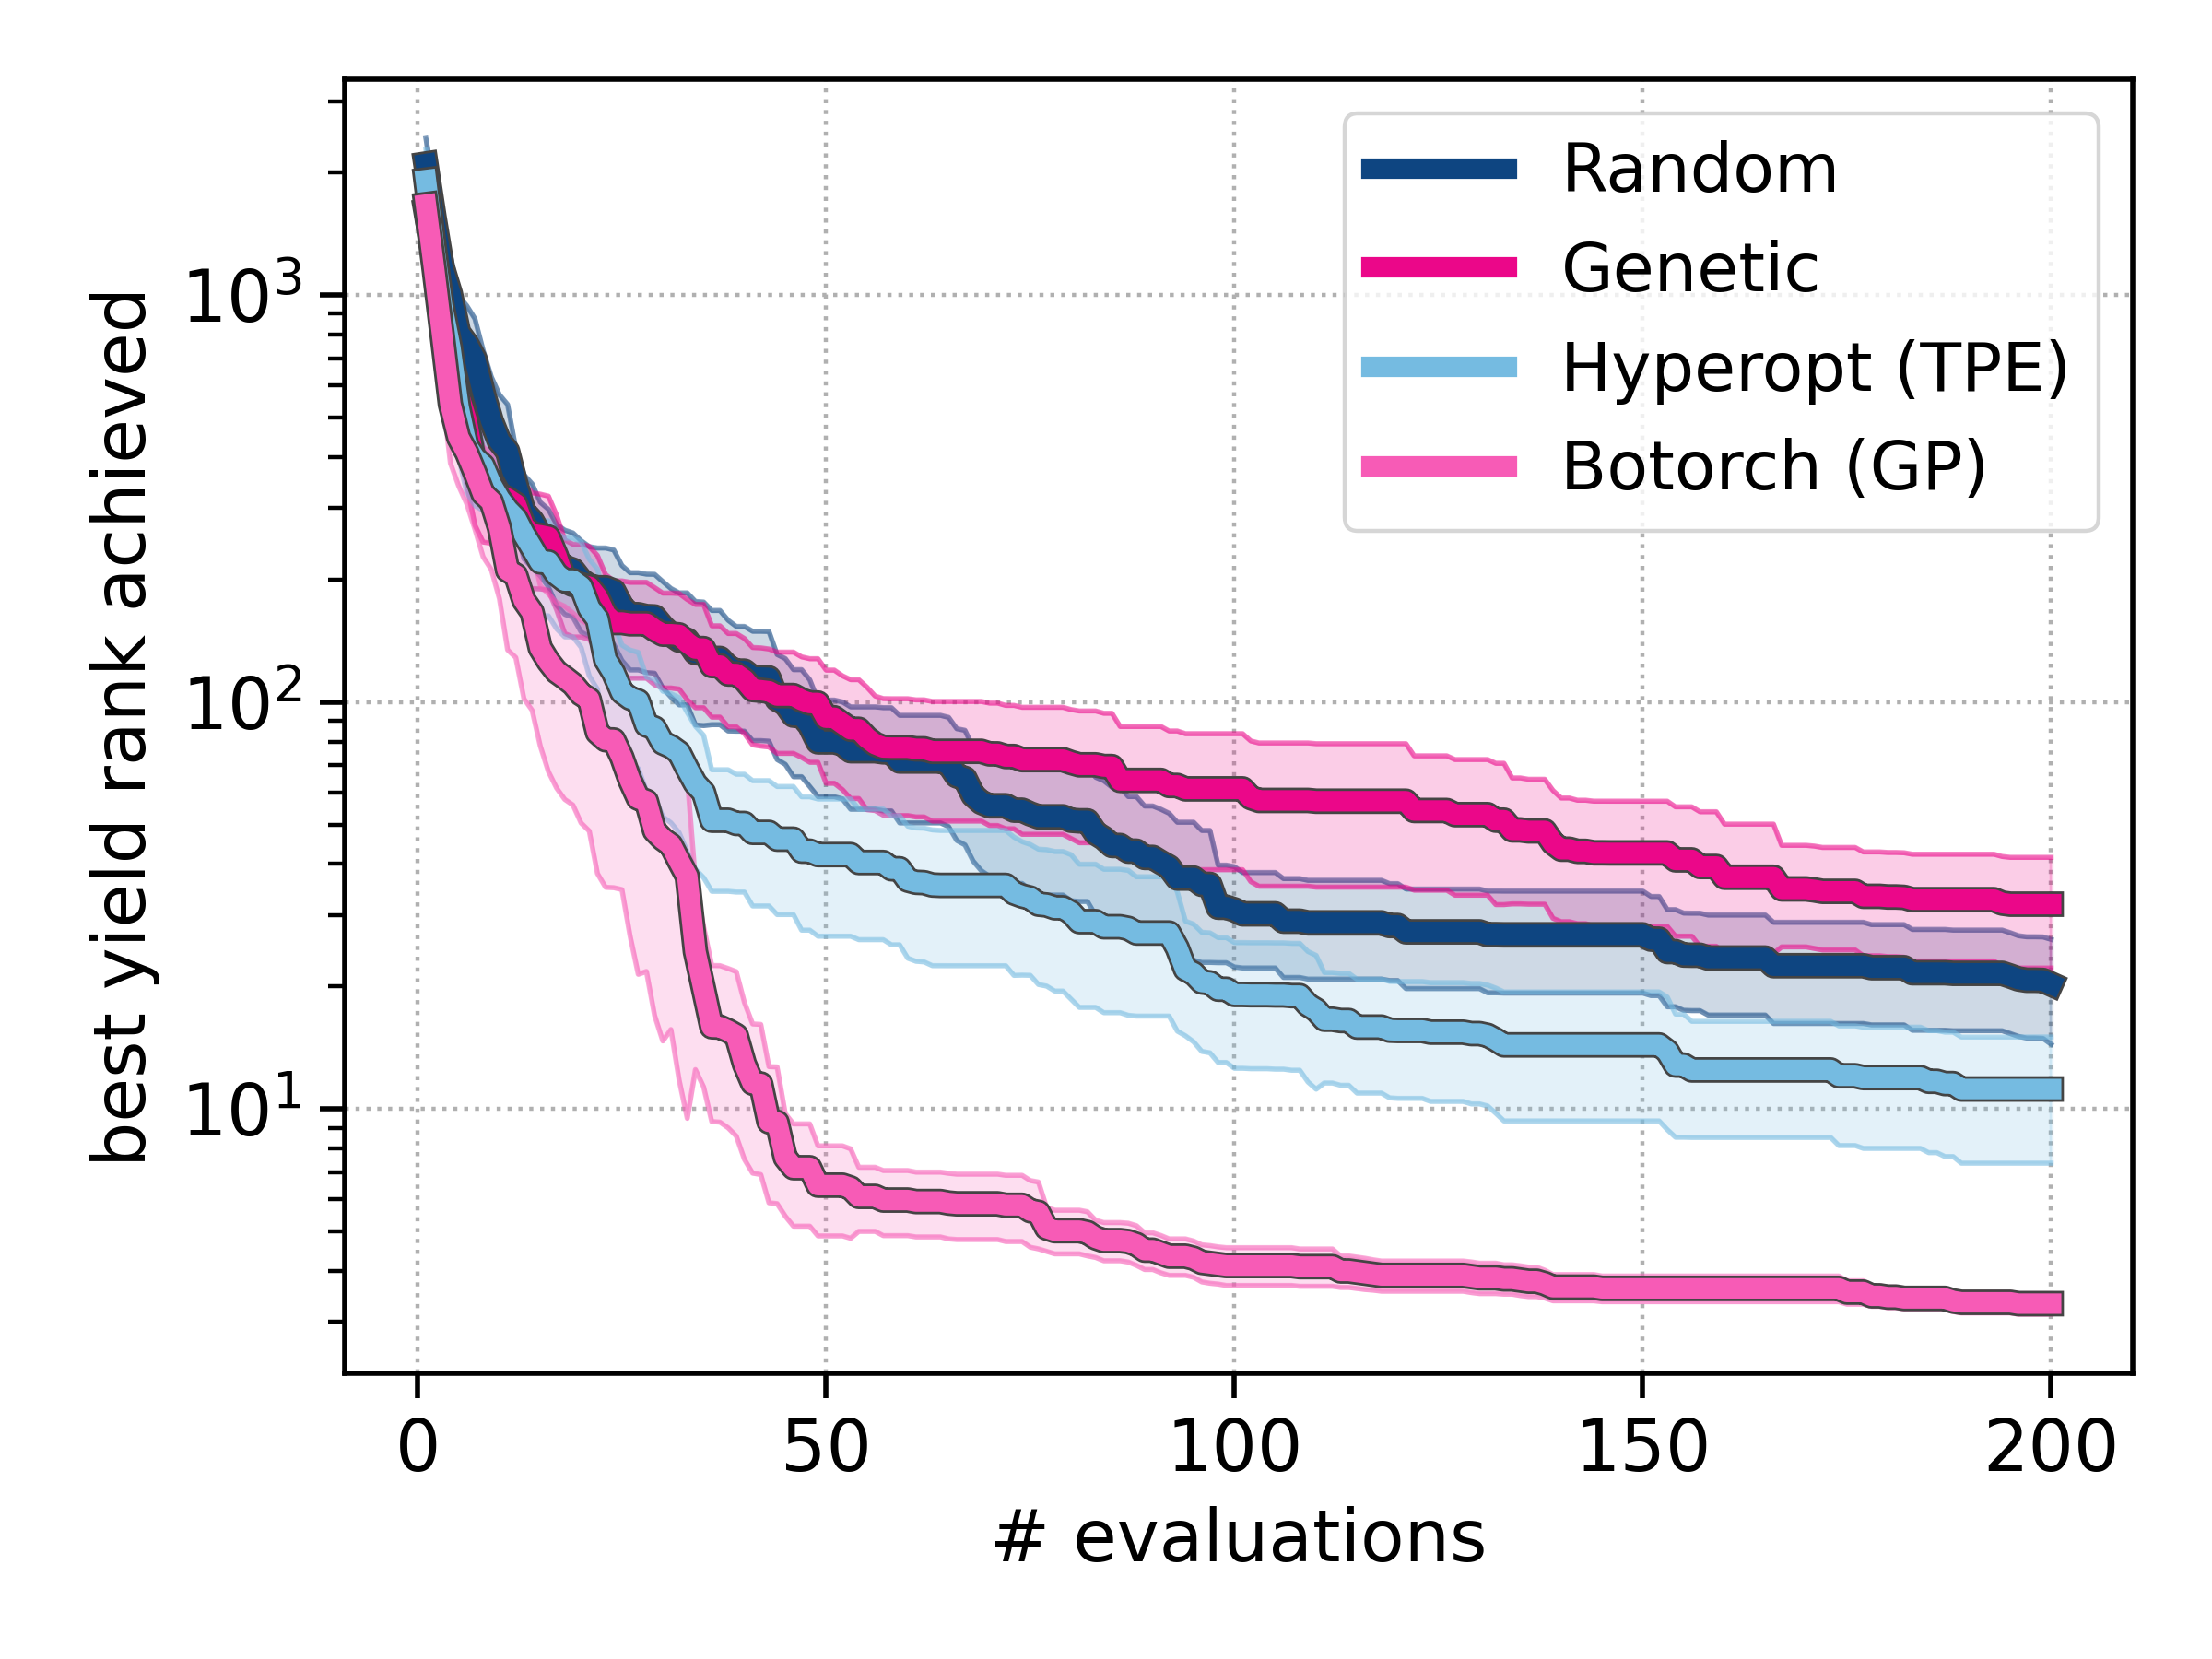 best yield rank achieved
10³
10²
10¹
Random
Genetic
Hyperopt (TPE)
Botorch (GP)
0 50 100 150 200
# evaluations